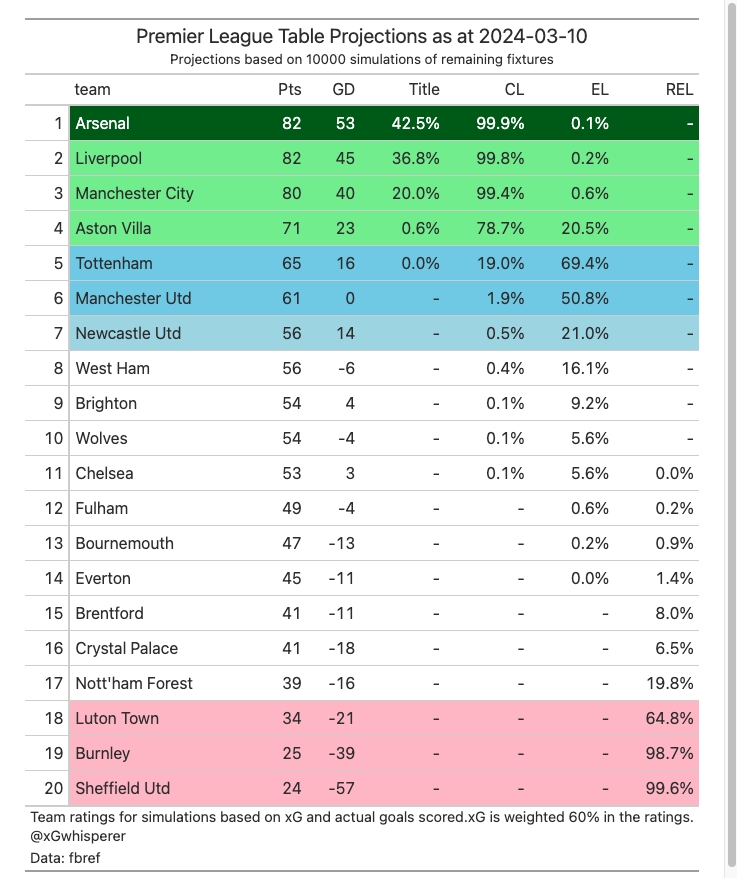 Premier League Table Projections as at 2024-03-10
Projections based on 10000 simulations of remaining fixtures
team Pts GD Title CL EL REL
1 Arsenal 82 53 42.5% 99.9% 0.1% -
2 Liverpool 82 45 36.8% 99.8% 0.2% -
3 Manchester City 80 40 20.0% 99.4% 0.6% -
4 Aston Villa 71 23 0.6% 78.7% 20.5% -
5 Tottenham 65 16 0.0% 19.0% 69.4% -
6 Manchester Utd 61 0 - 1.9% 50.8% -
7 Newcastle Utd 56 14 - 0.5% 21.0% -
8 West Ham 56 -6 - 0.4% 16.1% -
9 Brighton 54 4 - 0.1% 9.2% -
10 Wolves 54 -4 - 0.1% 5.6% -
11 Chelsea 53 3 - 0.1% 5.6% 0.0%
12 Fulham 49 -4 - - 0.6% 0.2%
13 Bournemouth 47 -13 - - 0.2% 0.9%
14 Everton 45 -11 - - 0.0% 1.4%
15 Brentford 41 -11 - - - 8.0%
16 Crystal Palace 41 -18 - - - 6.5%
17 Nott'ham Forest 39 -16 - - - 19.8%
18 Luton Town 34 -21 - - - 64.8%
19 Burnley 25 -39 - - - 98.7%
20 Sheffield Utd 24 -57 - - - 99.6%
Team ratings for simulations based on xG and actual goals scored.xG is weighted 60% in the ratings.
@xGwhisperer
Data: fbref